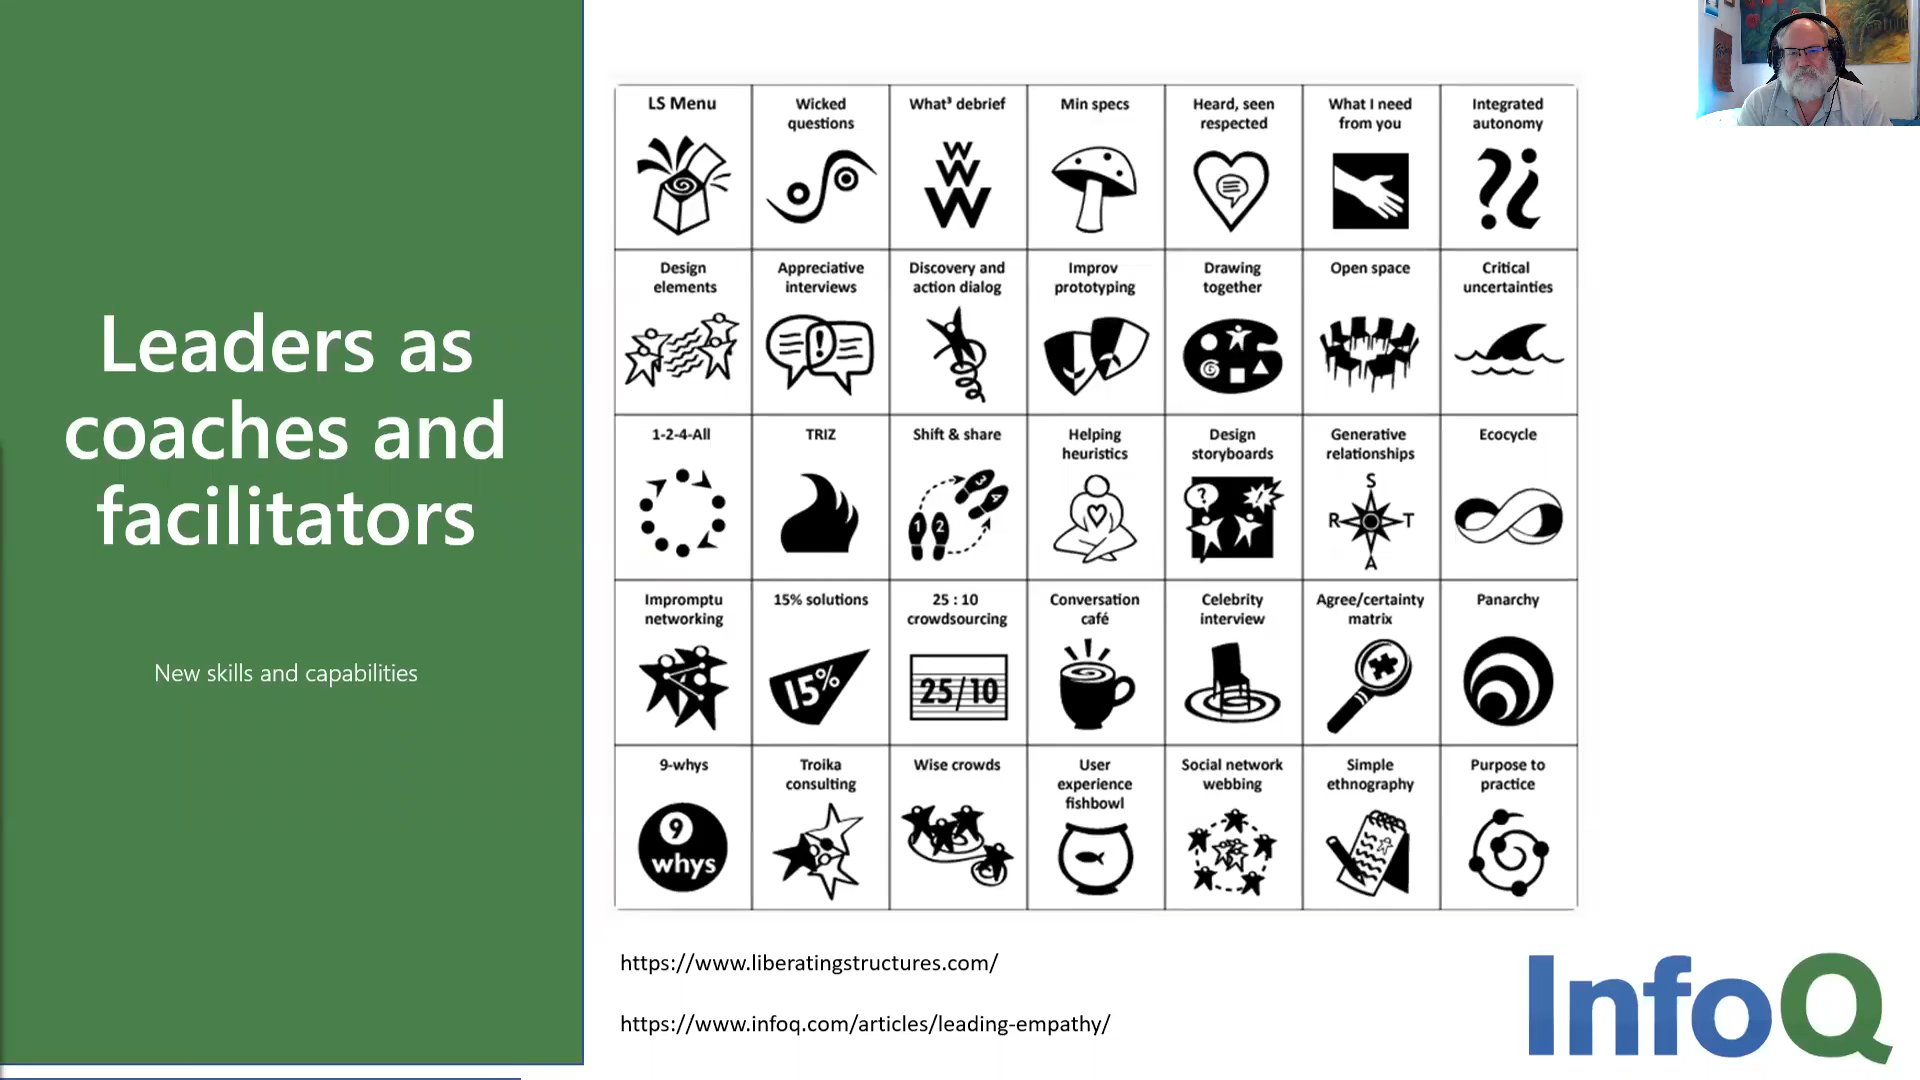 Leaders as
coaches and
facilitators
New skills and capabilities
LS Menu
Wicked
questions
What³ debrief
W
W
W
Min specs
Heard, seen
respected
What I need
from you
Integrated
autonomy
?¿
Design
elements
Appreciative
interviews
!
Discovery and
action dialog
Improv
prototyping
Drawing
together
Open space
Critical
uncertainties
1-2-4-All
TRIZ
Shift & share
1 2 3 4
Helping
heuristics
Design
storyboards
? !
Generative
relationships
S
R T
A
Ecocycle
Impromptu
networking
15% solutions
15%
25 : 10
crowdsourcing
25/10
Conversation
café
Celebrity
interview
Agree/certainty
matrix
Panarchy
9-whys
9
whys
Troika
consulting
Wise crowds
User
experience
fishbowl
Social network
webbing
Simple
ethnography
Purpose to
practice
https://www.liberatingstructures.com/
https://www.infoq.com/articles/leading-empathy/
InfoQ